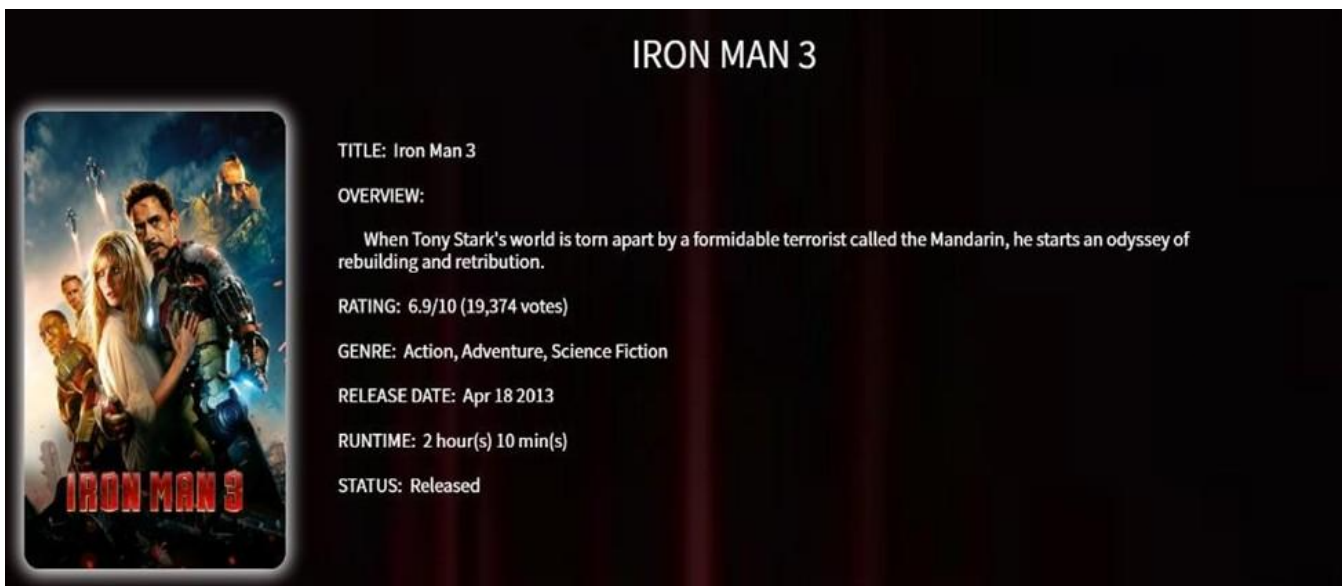 IRON MAN 3
TITLE: Iron Man 3
OVERVIEW:
When Tony Stark's world is torn apart by a formidable terrorist called the Mandarin, he starts an odyssey of
rebuilding and retribution.
RATING: 6.9/10 (19,374 votes)
GENRE: Action, Adventure, Science Fiction
RELEASE DATE: Apr 18 2013
RUNTIME: 2 hour(s) 10 min(s)
STATUS: Released
IRON MAN 3